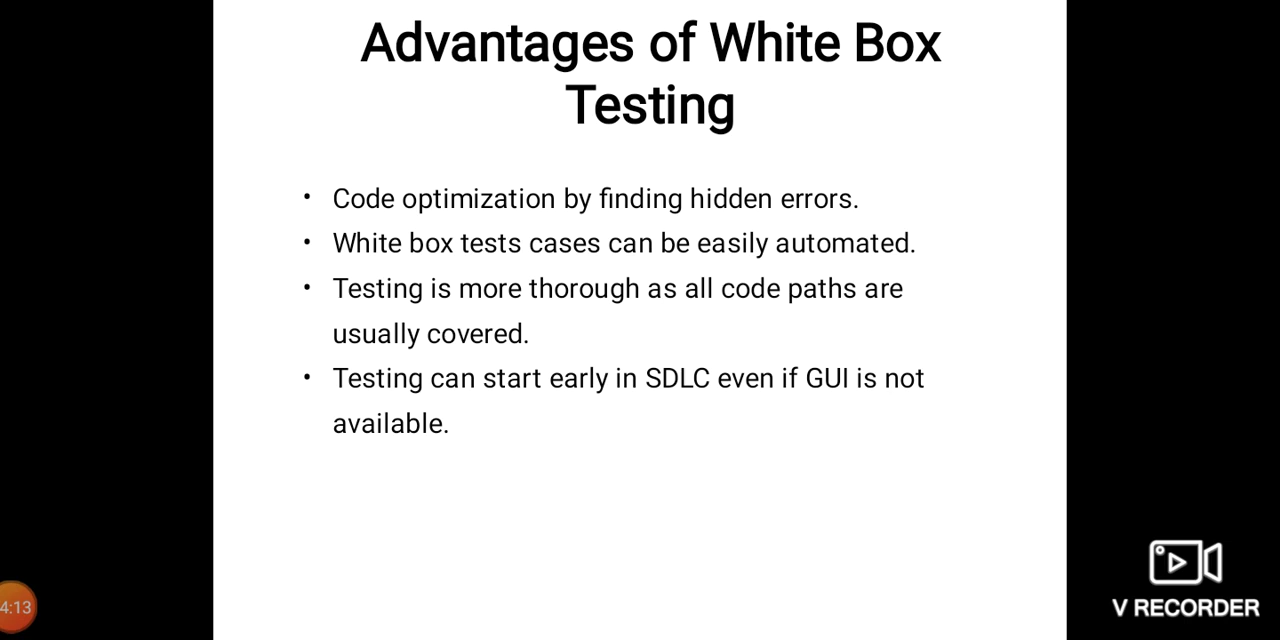 Advantages of White Box
Testing
• Code optimization by finding hidden errors.
• White box tests cases can be easily automated.
• Testing is more thorough as all code paths are
usually covered.
• Testing can start early in SDLC even if GUI is not
available.
4:13
V RECORDER